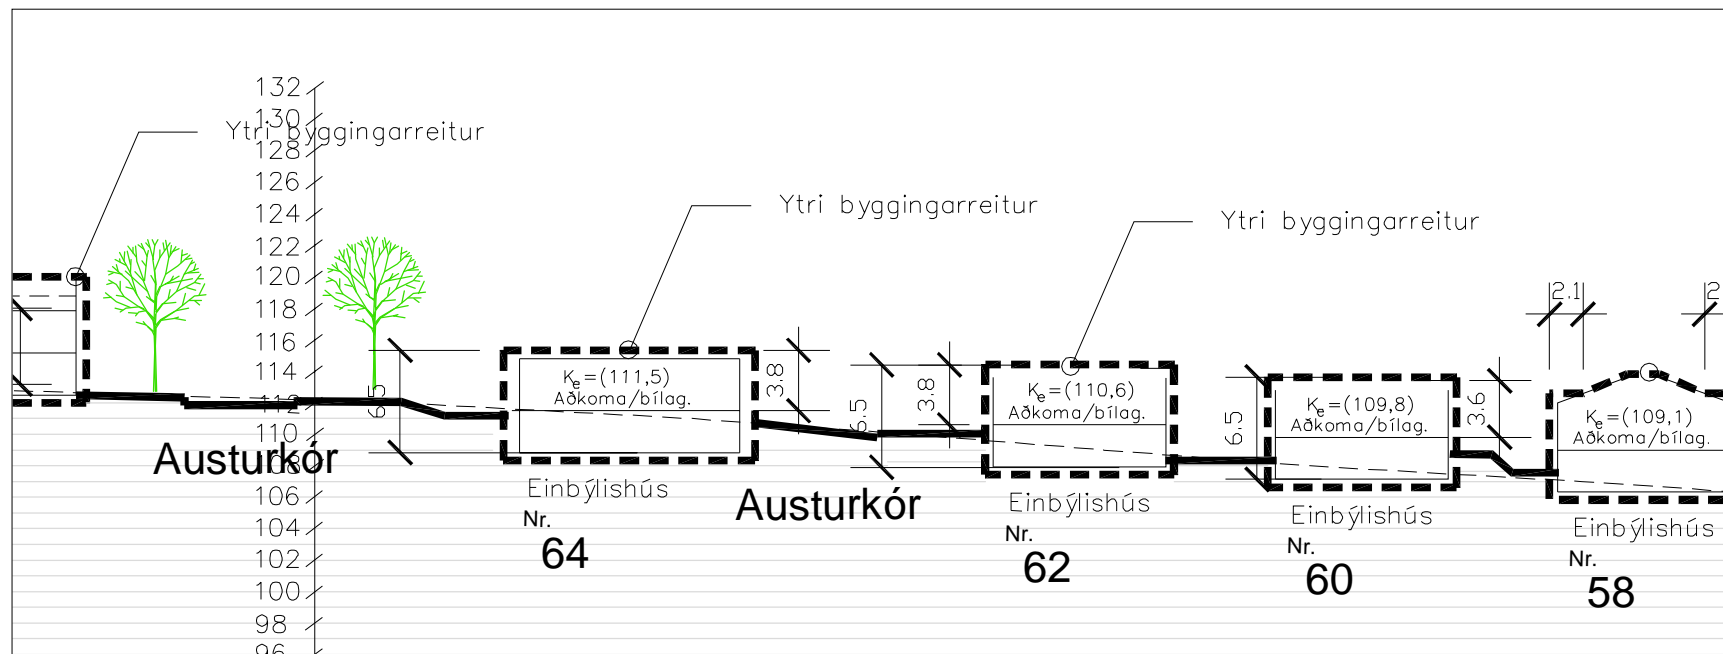 132
130
Ytri byggingarreitur
128
126
124
Ytri byggingarreitur
Ytri byggingarreitur
122
120
118
2.1
2
116
114
6.5
Ke=(111,5)
Aðkoma/bílag.
3.8
6.5
3.8
Ke=(110,6)
Aðkoma/bílag.
6.5
Ke=(109,8)
Aðkoma/bílag.
3.6
Ke=(109,1)
Aðkoma/bílag.
112
110
Austurkór
108
106
Einbýlishús
Nr.
64
Austurkór
Einbýlishús
Nr.
62
Einbýlishús
Nr.
60
Einbýlishús
Nr.
58
104
102
100
98
96